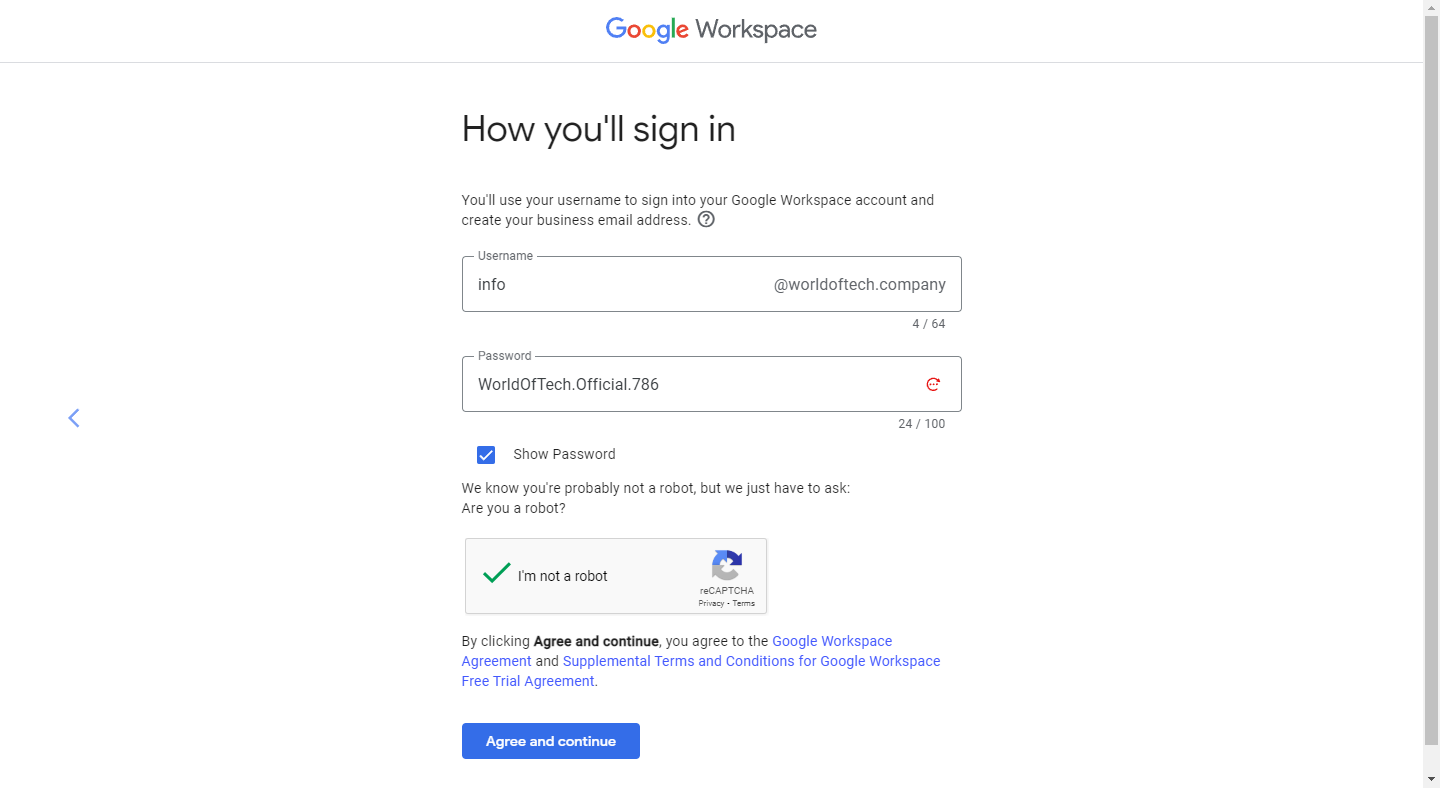 Google Workspace
How you'll sign in
You'll use your username to sign into your Google Workspace account and
create your business email address.
Username
info @worldoftech.company
4 / 64
Password
WorldOfTech.Official.786
24 / 100
Show Password
We know you're probably not a robot, but we just have to ask:
Are you a robot?
I'm not a robot
reCAPTCHA
Privacy - Terms
By clicking Agree and continue, you agree to the Google Workspace
Agreement and Supplemental Terms and Conditions for Google Workspace
Free Trial Agreement.
Agree and continue